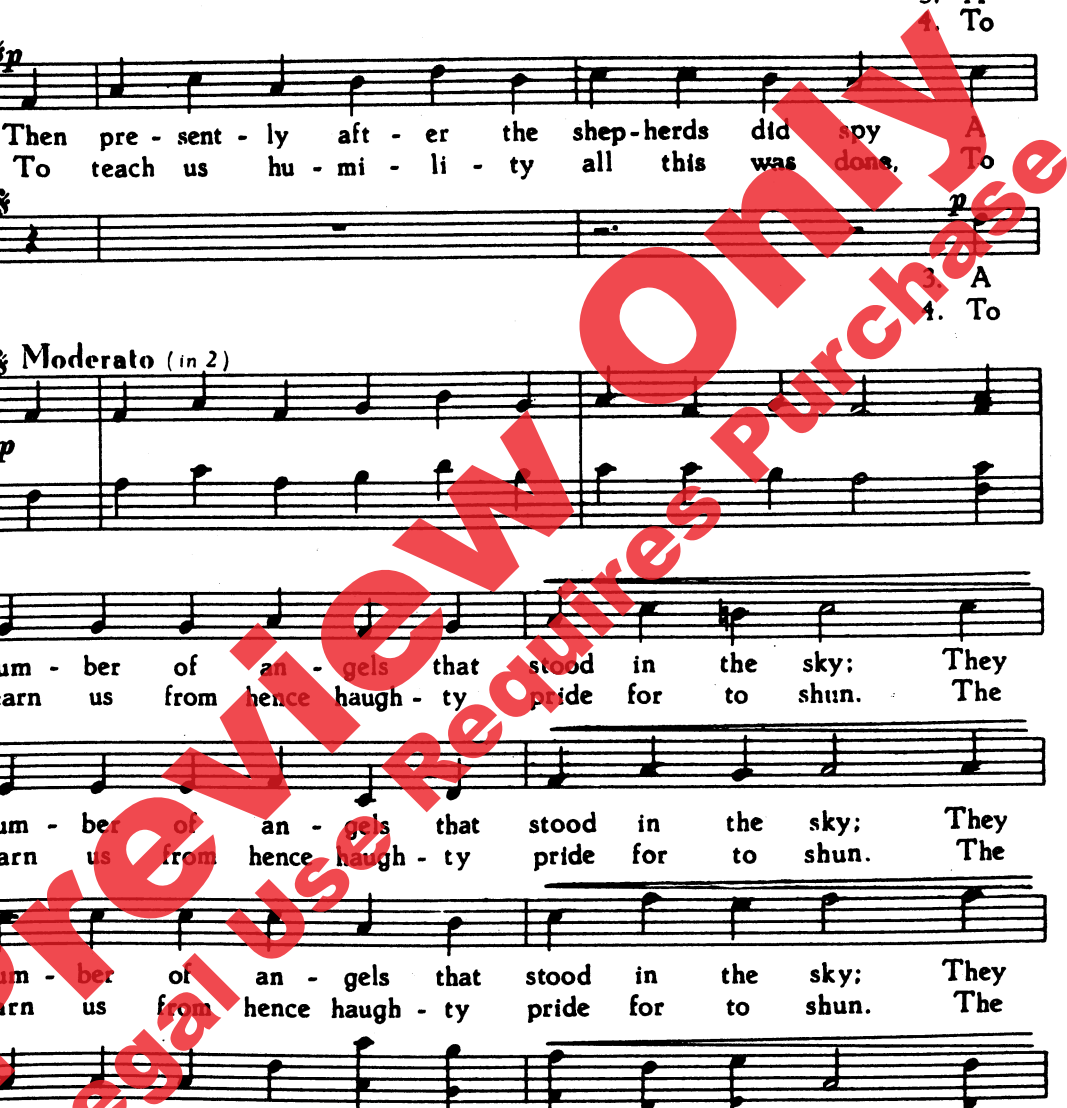 4. To
p
Then pre - sent - ly aft - er the shep - herds did spy A
To teach us hu - mi - li - ty all this was done, To
p
3. A
4. To
Moderato (in 2)
p
um - ber of an - gels that stood in the sky; They
earn us from hence haugh - ty pride for to shun. The
um - ber of an - gels that stood in the sky; They
arn us from hence haugh - ty pride for to shun. The
um - ber of an - gels that stood in the sky; They
arn us from hence haugh - ty pride for to shun. The
Preview Only
egal Use Requires Purchase